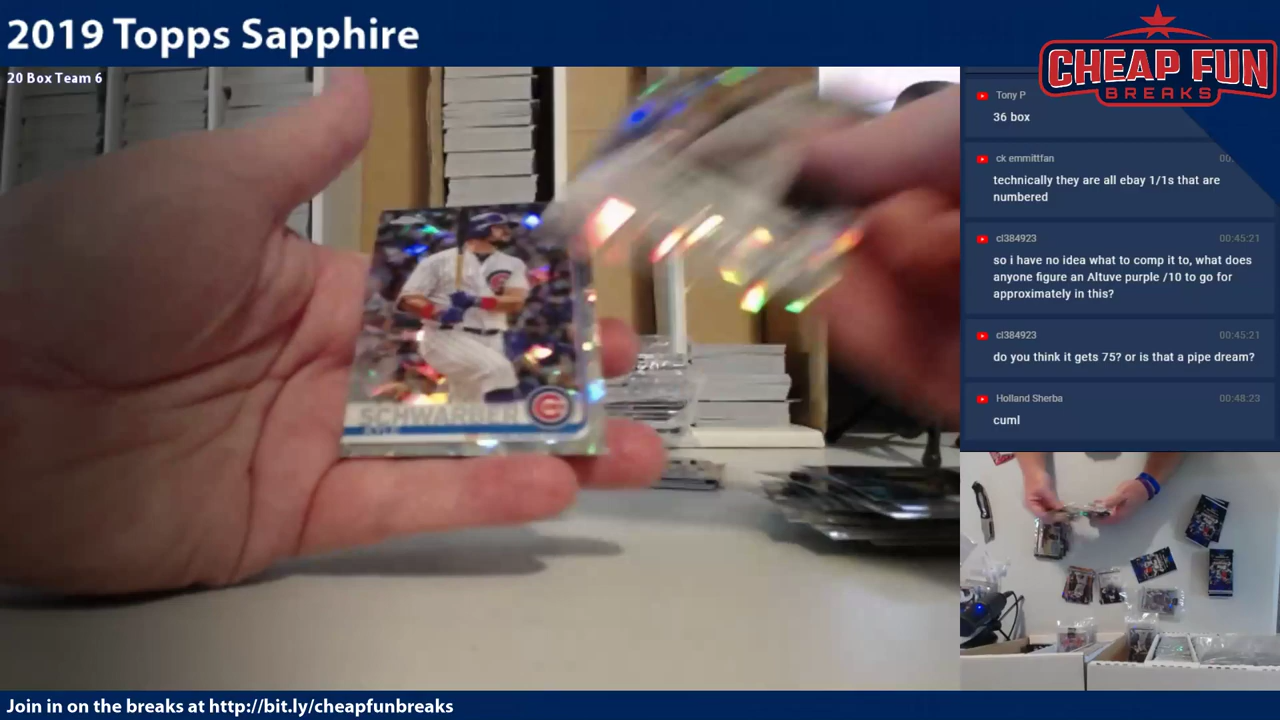 2019 Topps Sapphire
20 Box Team 6
CHEAP FUN
BREAKS
Tony P
36 box
ck emmittfan
00:
technically they are all ebay 1/1s that are
numbered
cl384923
00:45:21
so i have no idea what to comp it to, what does
anyone figure an Altuve purple /10 to go for
approximately in this?
cl384923
00:45:21
do you think it gets 75? or is that a pipe dream?
Holland Sherba
00:48:23
cuml
SCHWARBER
Join in on the breaks at http://bit.ly/cheapfunbreaks